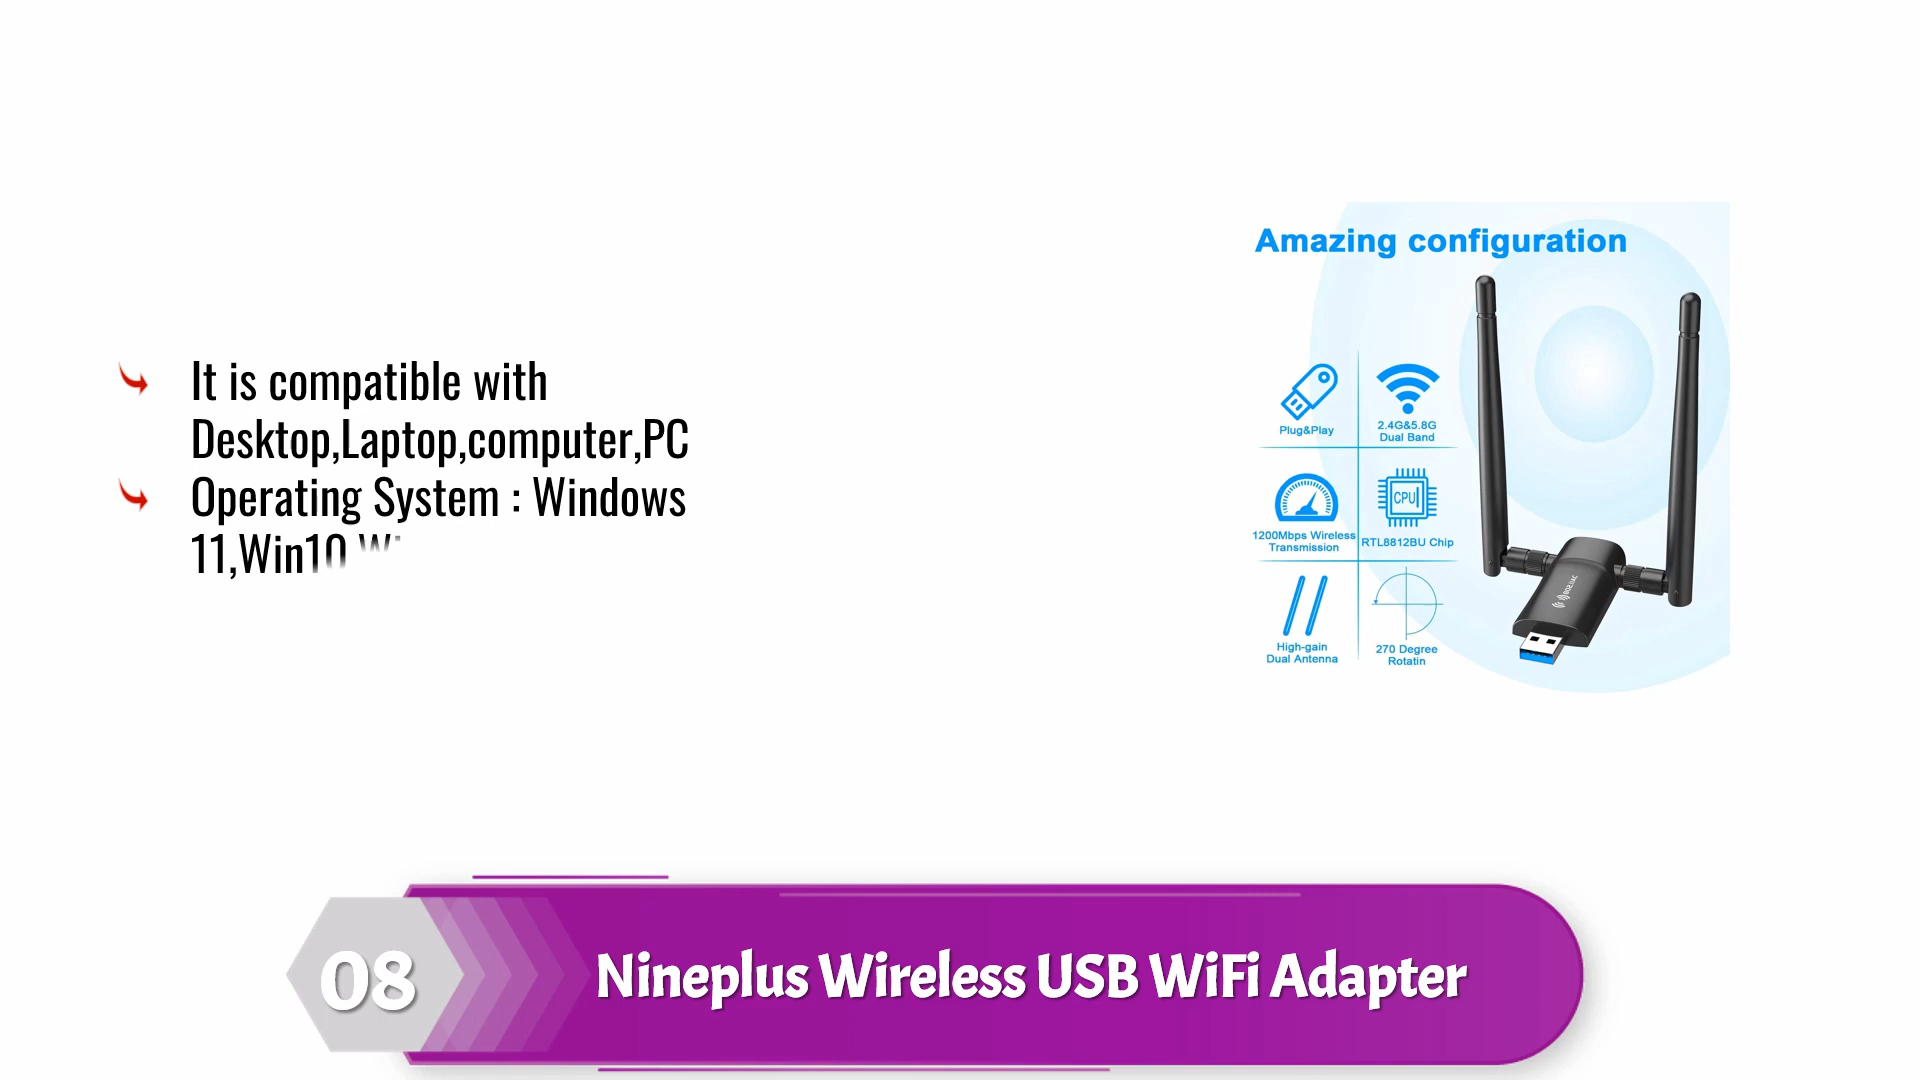 It is compatible with
Desktop,Laptop,computer,PC
Operating System : Windows
11,Win10
Amazing configuration
Plug&Play
2.4G&5.8G
Dual Band
1200Mbps Wireless
Transmission
CPU
RTL8812BU Chip
High-gain
Dual Antenna
270 Degree
Rotatin
08
Nineplus Wireless USB WiFi Adapter